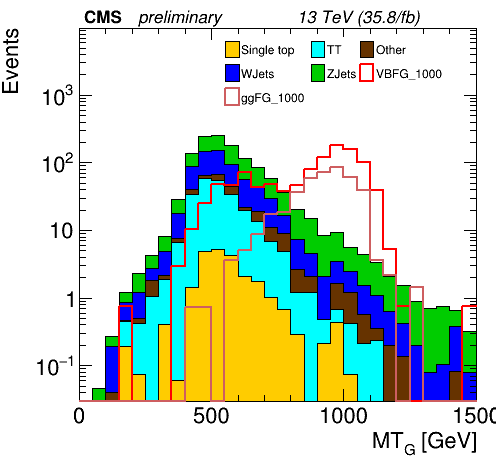 CMS preliminary 13 TeV (35.8/fb)
Events
Single top TT Other
WJets ZJets VBFG_1000
ggFG_1000
10³
10²
10
1
10⁻¹
0 500 1000 1500
MT_G [GeV]